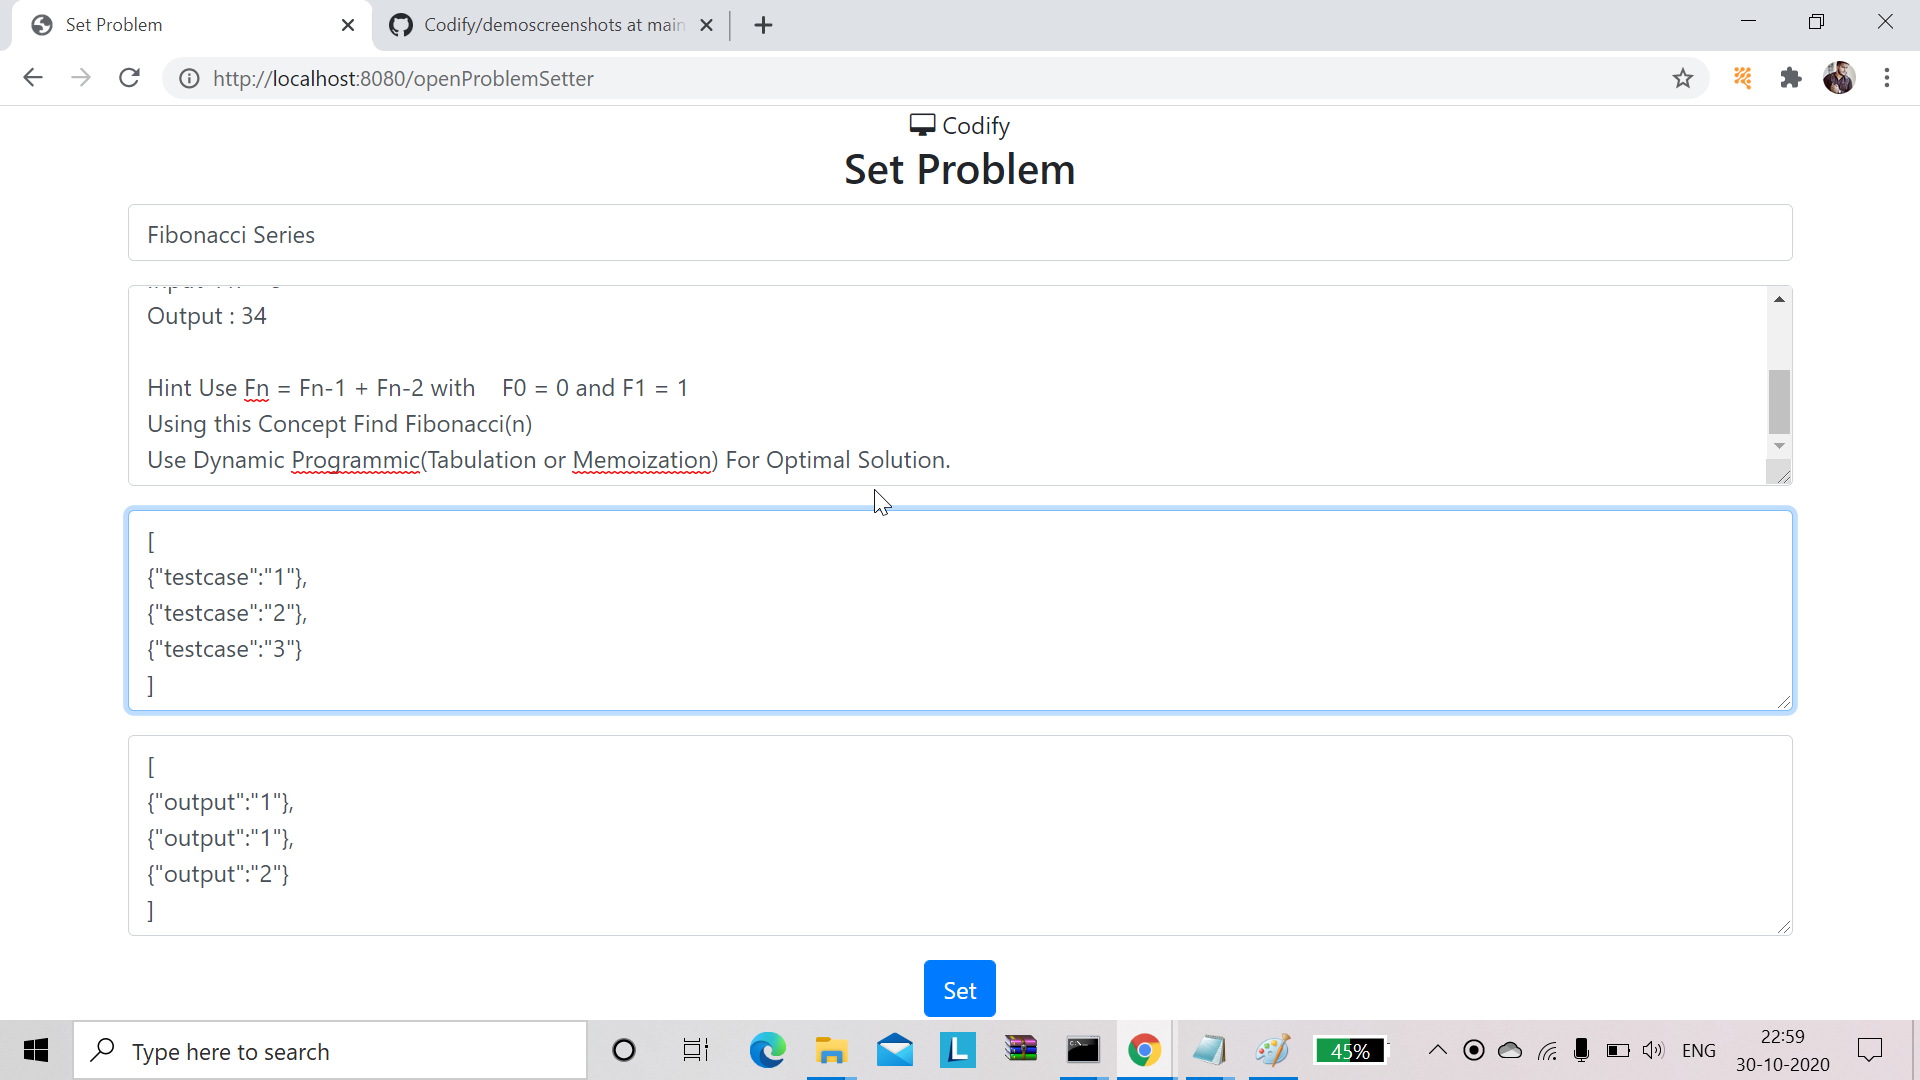 Set Problem
Codify/demoscreenshots at main
http://localhost:8080/openProblemSetter
Codify
Set Problem
Fibonacci Series
Output : 34
Hint Use Fn = Fn-1 + Fn-2 with    F0 = 0 and F1 = 1
Using this Concept Find Fibonacci(n)
Use Dynamic Programmic(Tabulation or Memoization) For Optimal Solution.
[
{"testcase":"1"},
{"testcase":"2"},
{"testcase":"3"}
]
[
{"output":"1"},
{"output":"1"},
{"output":"2"}
]
Set
Type here to search
L
45%
ENG
22:59
30-10-2020